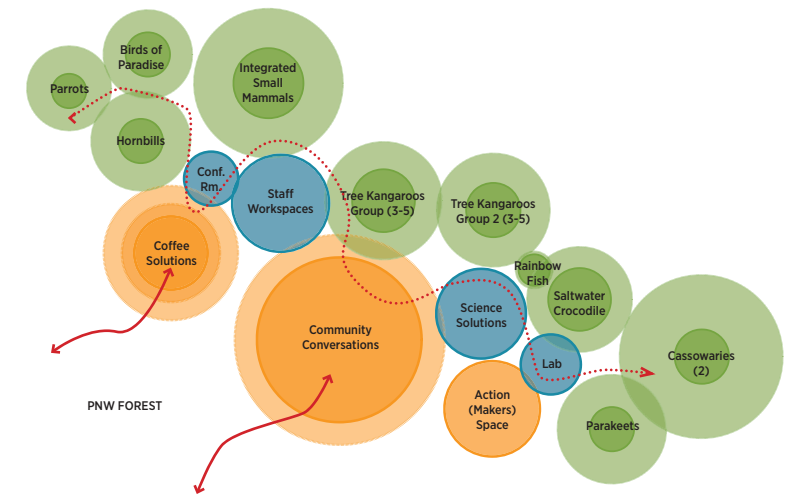 Birds of
Paradise
Parrots
Integrated
Small
Mammals
Hornbills
Conf.
Rm.
Staff
Workspaces
Tree Kangaroos
Group (3-5)
Tree Kangaroos
Group 2 (3-5)
Coffee
Solutions
Rainbow
Fish
Saltwater
Crocodile
Science
Solutions
Community
Conversations
Lab
Cassowaries
(2)
Action
(Makers)
Space
Parakeets
PNW FOREST